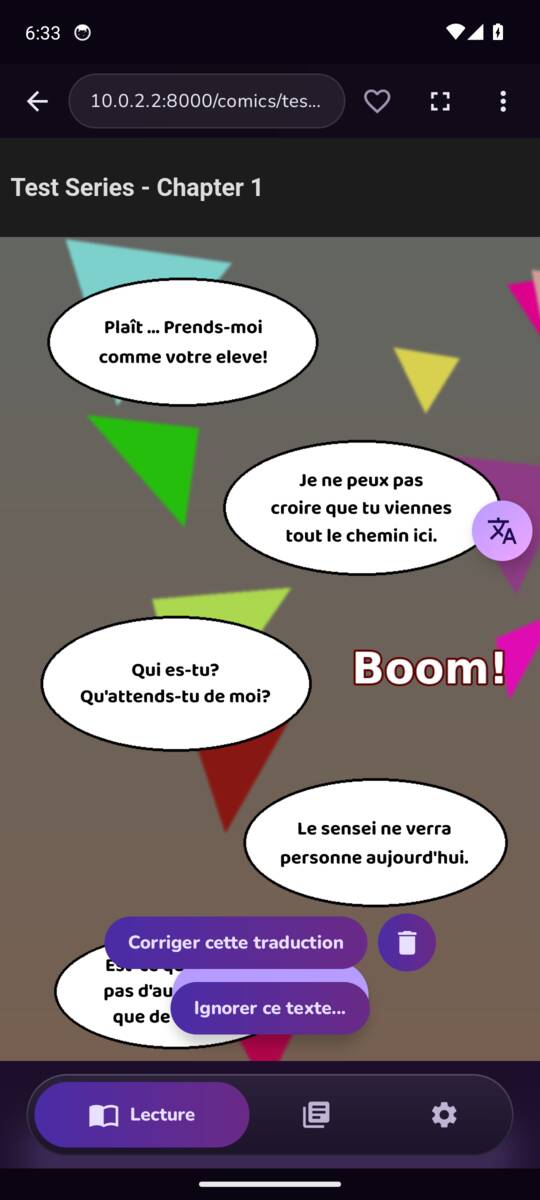 6:33
10.0.2.2:8000/comics/tes...
Test Series - Chapter 1
Plaît ... Prends-moi
comme votre eleve!
Je ne peux pas
croire que tu viennes
tout le chemin ici.
Qui es-tu?
Qu'attends-tu de moi?
Boom!
Le sensei ne verra
personne aujourd'hui.
Corriger cette traduction
pas d'au
que de
Ignorer ce texte...
Lecture